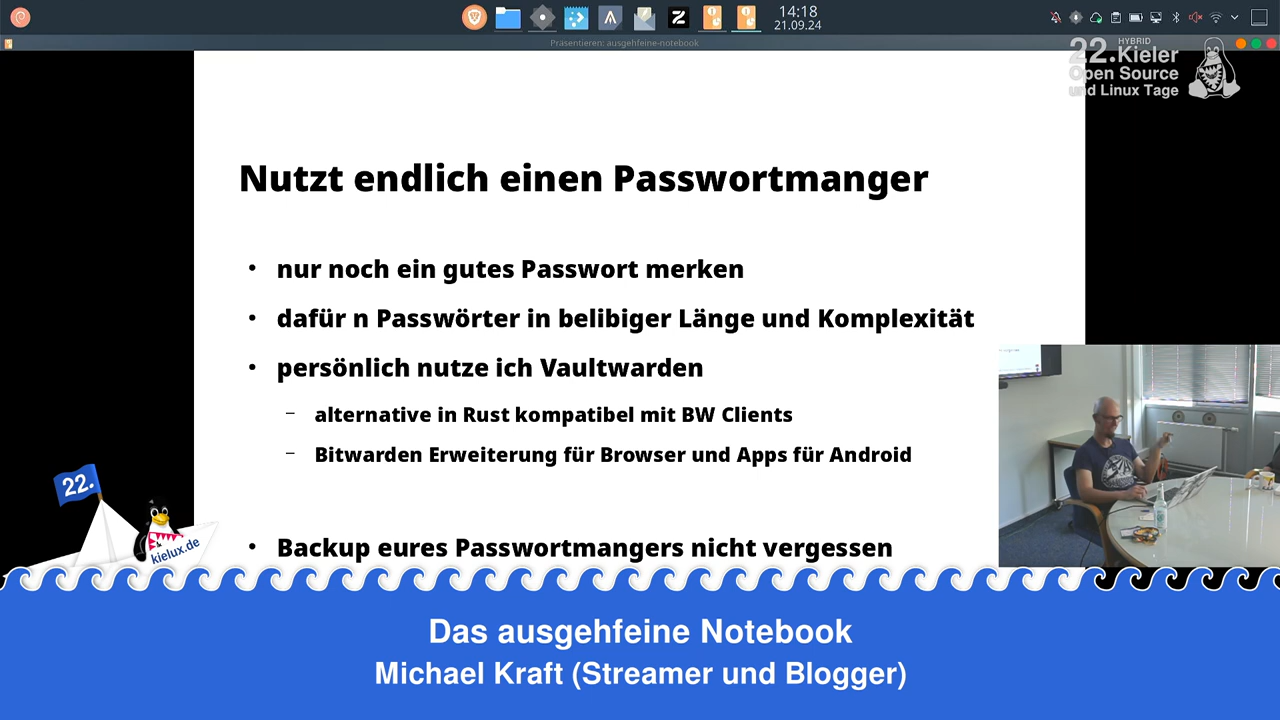 14:18
21.09.24
Präsentieren: ausgehfeine-notebook
HYBRID
22.Kieler
Open Source
und Linux Tage
Nutzt endlich einen Passwortmanger
• nur noch ein gutes Passwort merken
• dafür n Passwörter in belibiger Länge und Komplexität
• persönlich nutze ich Vaultwarden
– alternative in Rust kompatibel mit BW Clients
– Bitwarden Erweiterung für Browser und Apps für Android
• Backup eures Passwortmangers nicht vergessen
22.
kielux.de
Das ausgehfeine Notebook
Michael Kraft (Streamer und Blogger)